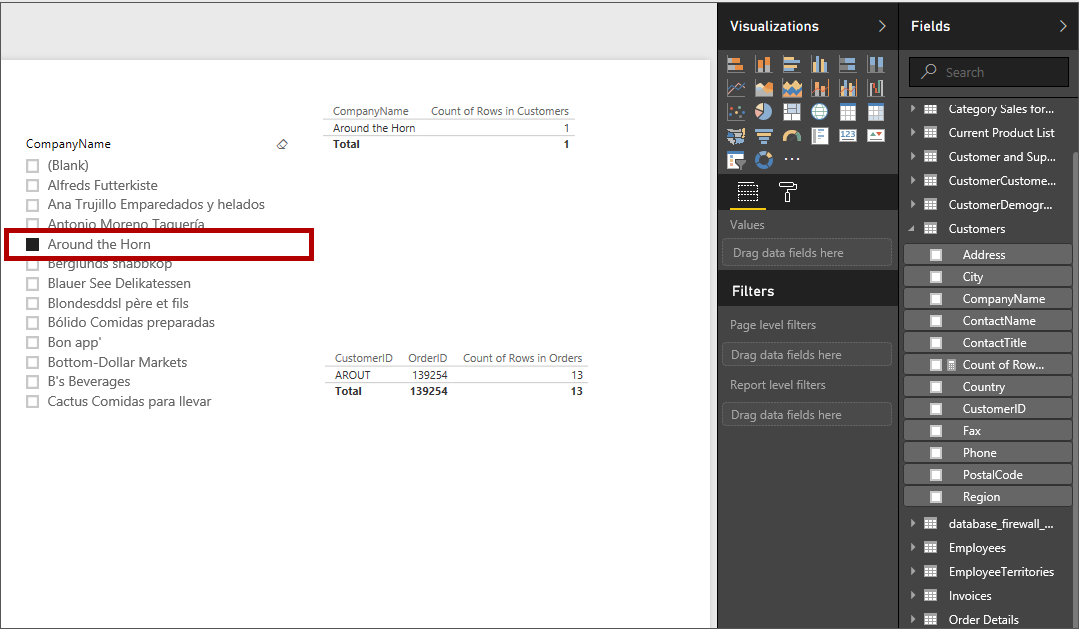 CompanyName
(Blank)
Alfreds Futterkiste
Ana Trujillo Emparedados y helados
Antonio Moreno Taquería
Around the Horn
Berglunds snabbköp
Blauer See Delikatessen
Blondesddsl père et fils
Bólido Comidas preparadas
Bon app'
Bottom-Dollar Markets
B's Beverages
Cactus Comidas para llevar
CompanyName Count of Rows in Customers
Around the Horn 1
Total 1
CustomerID OrderID Count of Rows in Orders
AROUT 139254 13
Total 139254 13
Visualizations
123
Values
Drag data fields here
Filters
Page level filters
Drag data fields here
Report level filters
Drag data fields here
Fields
Search
Category Sales for...
Current Product List
Customer and Sup...
CustomerCustome...
CustomerDemogr...
Customers
Address
City
CompanyName
ContactName
ContactTitle
Count of Row...
Country
CustomerID
Fax
Phone
PostalCode
Region
database_firewall_...
Employees
EmployeeTerritories
Invoices
Order Details